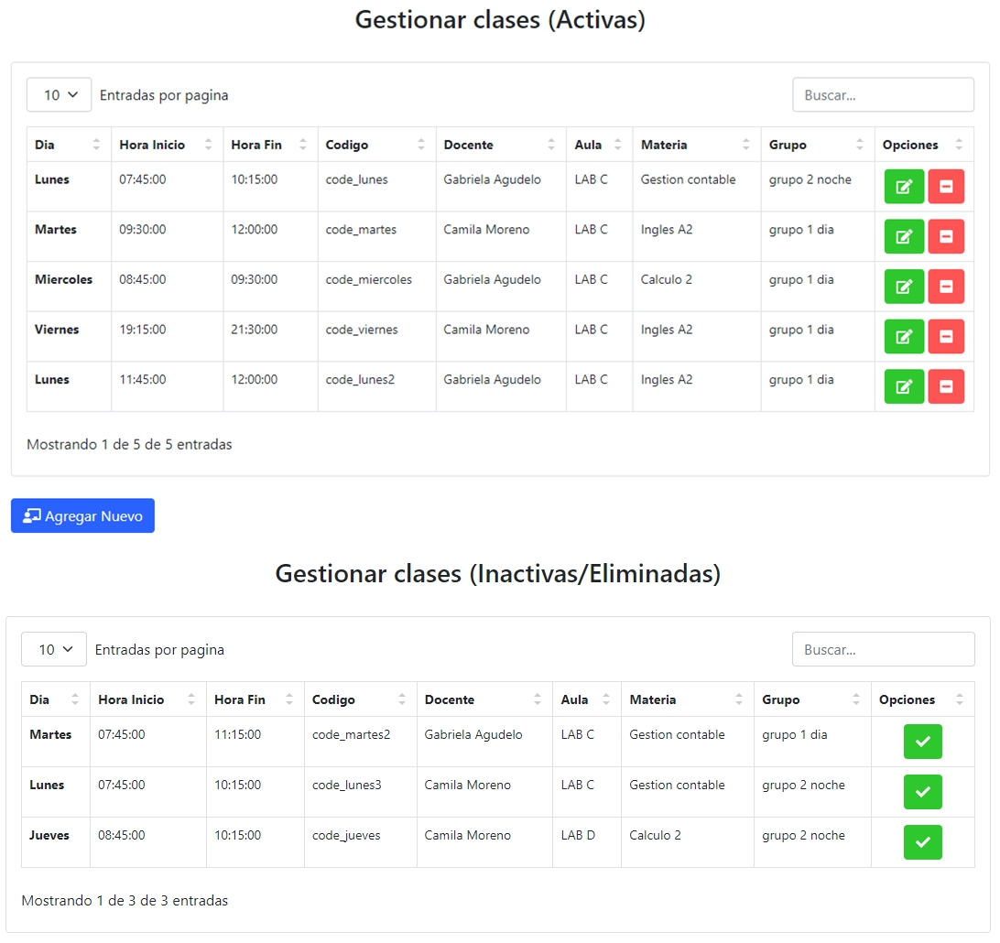 Gestionar clases (Activas)
10 Entradas por pagina Buscar...
Dia Hora Inicio Hora Fin Codigo Docente Aula Materia Grupo Opciones
Lunes 07:45:00 10:15:00 code_lunes Gabriela Agudelo LAB C Gestion contable grupo 2 noche
Martes 09:30:00 12:00:00 code_martes Camila Moreno LAB C Ingles A2 grupo 1 dia
Miercoles 08:45:00 09:30:00 code_miercoles Gabriela Agudelo LAB C Calculo 2 grupo 1 dia
Viernes 19:15:00 21:30:00 code_viernes Camila Moreno LAB C Ingles A2 grupo 1 dia
Lunes 11:45:00 12:00:00 code_lunes2 Gabriela Agudelo LAB C Ingles A2 grupo 1 dia
Mostrando 1 de 5 de 5 entradas
Agregar Nuevo
Gestionar clases (Inactivas/Eliminadas)
10 Entradas por pagina Buscar...
Dia Hora Inicio Hora Fin Codigo Docente Aula Materia Grupo Opciones
Martes 07:45:00 11:15:00 code_martes2 Gabriela Agudelo LAB C Gestion contable grupo 1 dia
Lunes 07:45:00 10:15:00 code_lunes3 Camila Moreno LAB C Gestion contable grupo 2 noche
Jueves 08:45:00 10:15:00 code_jueves Camila Moreno LAB D Calculo 2 grupo 2 noche
Mostrando 1 de 3 de 3 entradas